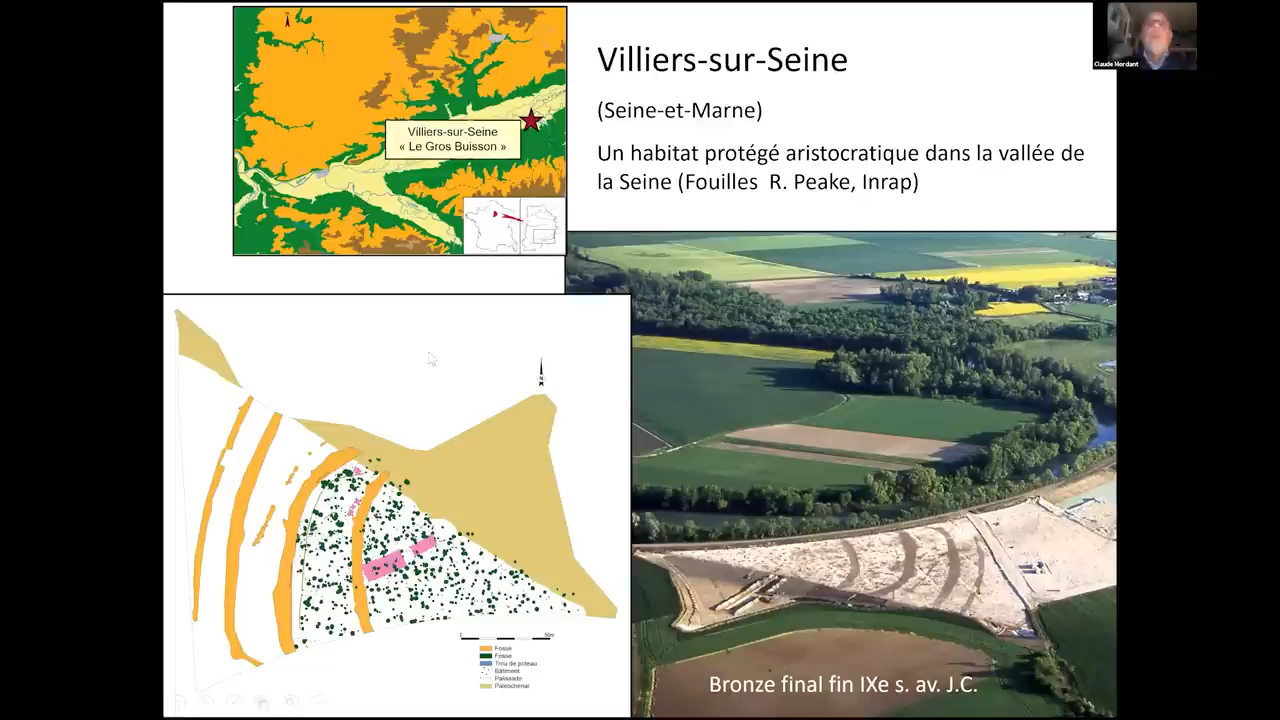 Villiers-sur-Seine
(Seine-et-Marne)
Un habitat protégé aristocratique dans la vallée de
la Seine (Fouilles R. Peake, Inrap)
Claude Mordant
Villiers-sur-Seine
« Le Gros Buisson »
N
0
50m
Fossé
Fosse
Trou de poteau
Bâtiment
Palissade
Paléochenal
Bronze final fin IXe s. av. J.C.